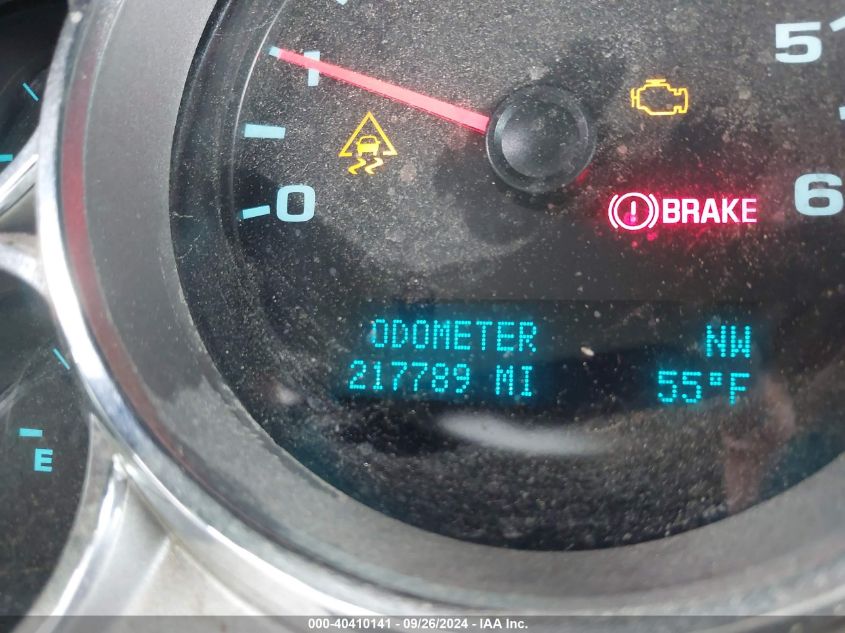 5
1
0
BRAKE
6
ODOMETER NW
217789 MI 55°F
E
000-40410141 - 09/26/2024 - IAA Inc.